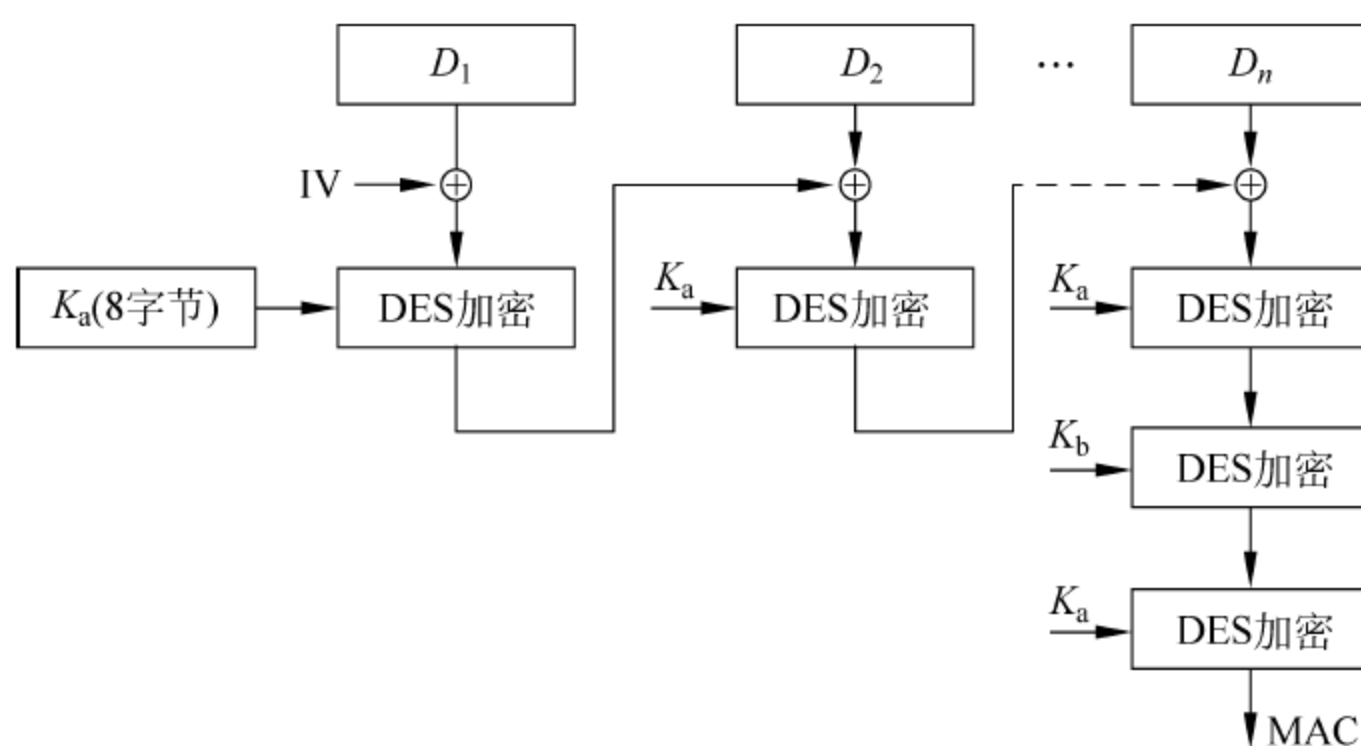 D₁ D₂ … Dₙ
IV
Kₐ(8字节) DES加密 Kₐ DES加密 Kₐ DES加密
K_b DES加密
Kₐ DES加密
MAC